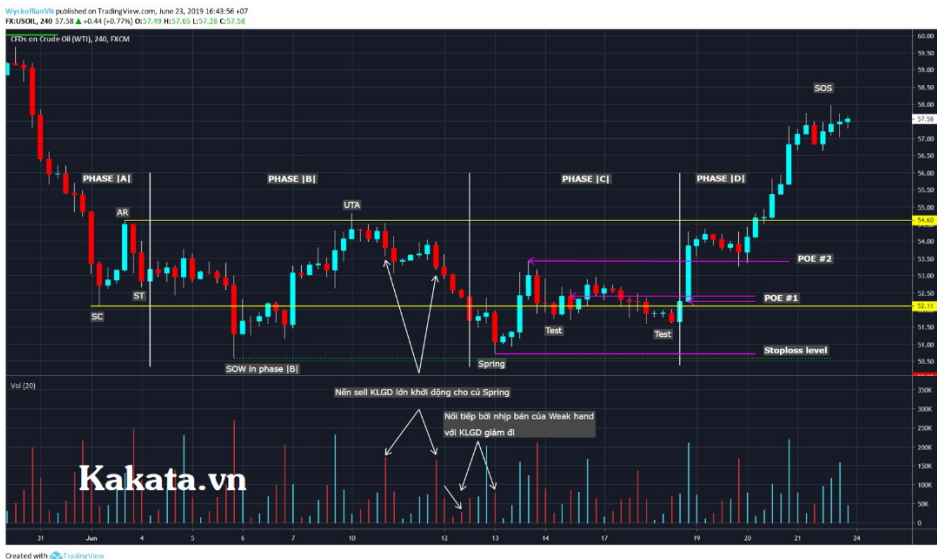 WyckoffianVN published on TradingView.com, June 23, 2019 16:43:56 +07
FX:USOIL, 240 57.58 ▲ +0.44 [+0.77%] O:57.49 H:57.65 L:57.28 C:57.58
CFDs on Crude Oil (WTI), 240, FXCM
60.00
59.50
59.00
58.50
SOS
58.00
57.58
57.00
56.50
56.00
PHASE |A|
PHASE |B|
PHASE |C|
PHASE |D|
55.50
55.00
UTA
AR
54.60
54.00
POE #2
53.50
53.00
ST
52.50
POE #1
SC
52.11
Test
Test
51.50
51.00
Stoploss level
50.50
Spring
SOW in phase |B|
Vol (20)
Nến sell KLGD lớn khởi động cho cú Spring
350K
300K
Nối tiếp bởi nhịp bán của Weak hand
với KLGD giảm đi
250K
200K
150K
Kakata.vn
100K
50K
0
31 Jun 4 5 6 7 10 11 12 13 14 17 18 19 20 21 24
Created with TradingView